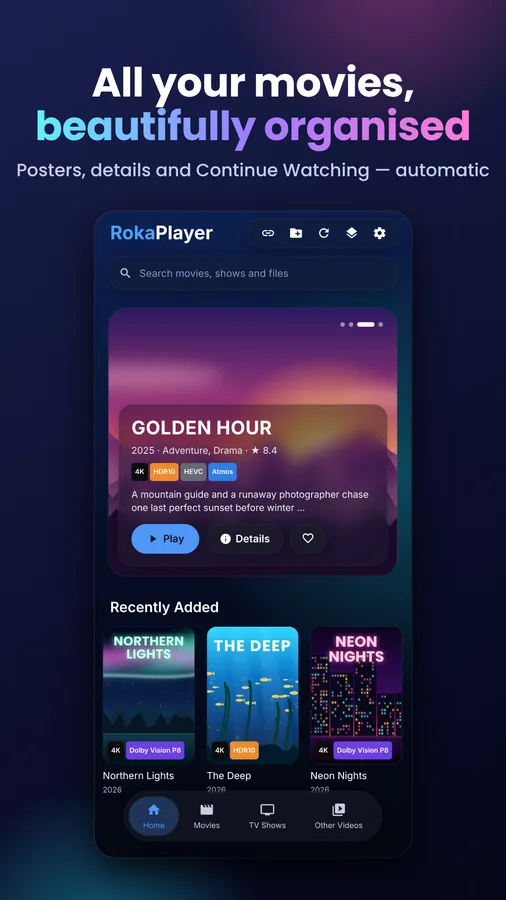 All your movies,
beautifully organised
Posters, details and Continue Watching — automatic
RokaPlayer
Search movies, shows and files
GOLDEN HOUR
2025 · Adventure, Drama · ★ 8.4
4K HDR10 HEVC Atmos
A mountain guide and a runaway photographer chase
one last perfect sunset before winter ...
Play Details
Recently Added
NORTHERN
LIGHTS
THE DEEP
NEON
NIGHTS
4K Dolby Vision P8
4K HDR10
4K Dolby Vision P8
Northern Lights The Deep Neon Nights
2026 2026 2026
Home Movies TV Shows Other Videos